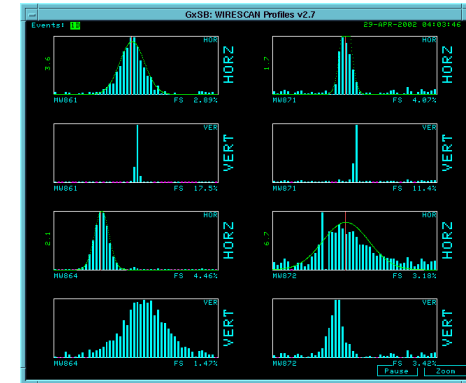 GxSB: WIRESCAN Profiles v2.7
Events: 1D 29-APR-2002 04:03:46
3.6 HOR HORZ
MW861 FS 2.89%
1.7 HOR HORZ
MW871 FS 4.07%
VER VERT
MW861 FS 17.5%
VER VERT
MW871 FS 11.4%
2.1 HOR HORZ
MW864 FS 4.46%
6.7 HOR HORZ
MW872 FS 3.18%
VER VERT
MW864 FS 1.47%
VER VERT
MW872 FS 3.42%
Pause Zoom